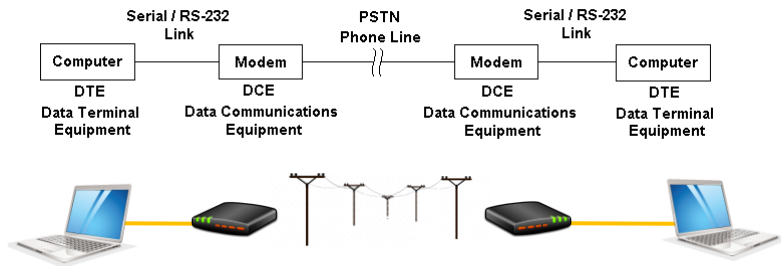 Serial / RS-232
Link
PSTN
Phone Line
Serial / RS-232
Link
Computer
Modem
Modem
Computer
DTE
Data Terminal
Equipment
DCE
Data Communications
Equipment
DCE
Data Communications
Equipment
DTE
Data Terminal
Equipment